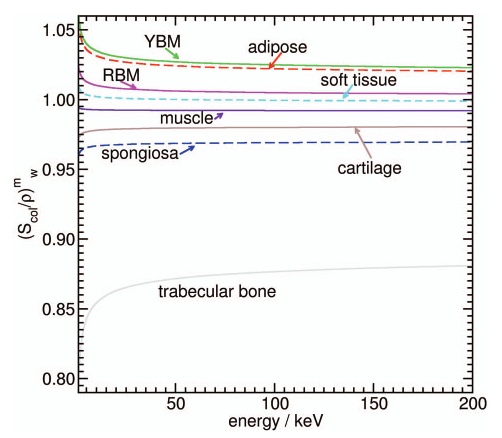 1.05
YBM
adipose
RBM
soft tissue
1.00
muscle
0.95
spongiosa
cartilage
(S_col/ρ)^m_w
0.90
trabecular bone
0.85
0.80
50 100 150 200
energy / keV